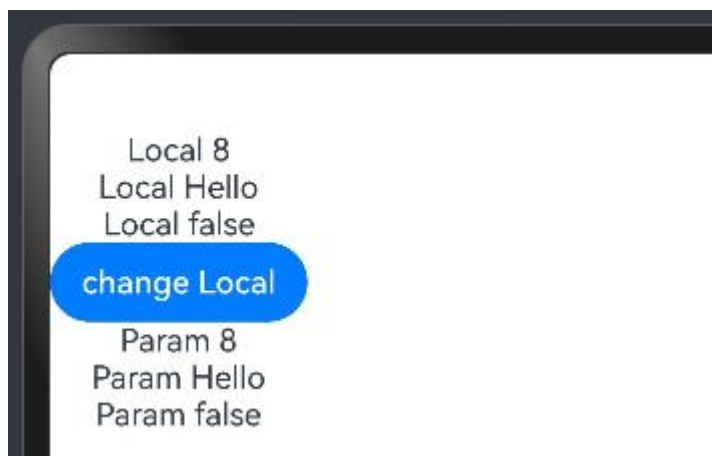 Local 8
Local Hello
Local false
change Local
Param 8
Param Hello
Param false